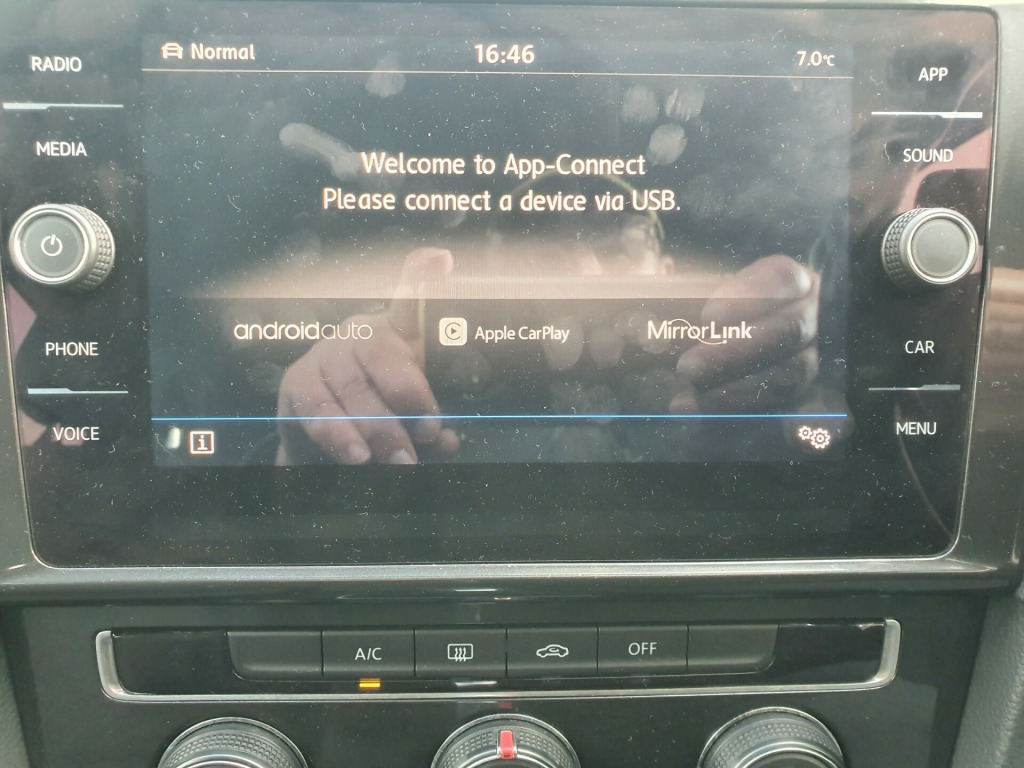 RADIO
MEDIA
PHONE
VOICE
Normal 16:46 7.0°C
Welcome to App-Connect
Please connect a device via USB.
androidauto Apple CarPlay MirrorLink
i
APP
SOUND
CAR
MENU
A/C OFF